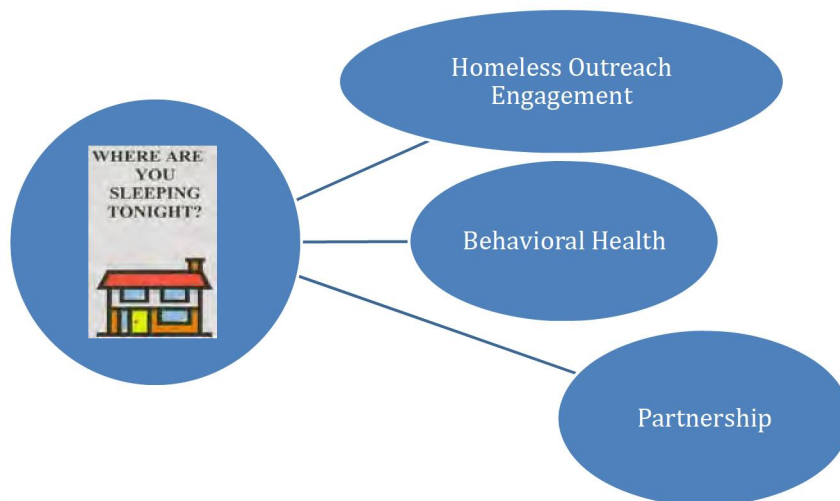 WHERE ARE
YOU
SLEEPING
TONIGHT?
Homeless Outreach
Engagement
Behavioral Health
Partnership